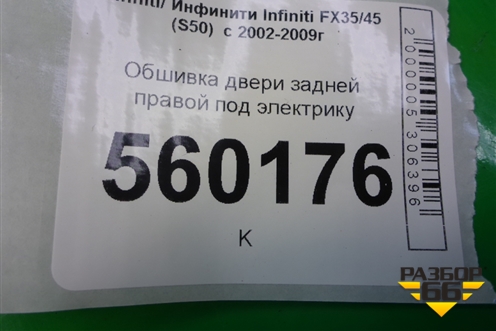 Инфинити Infiniti FX35/45
(S50) с 2002-2009г
Обшивка двери задней
правой под электрику
560176
К
2000005306396
РАЗБОР
66